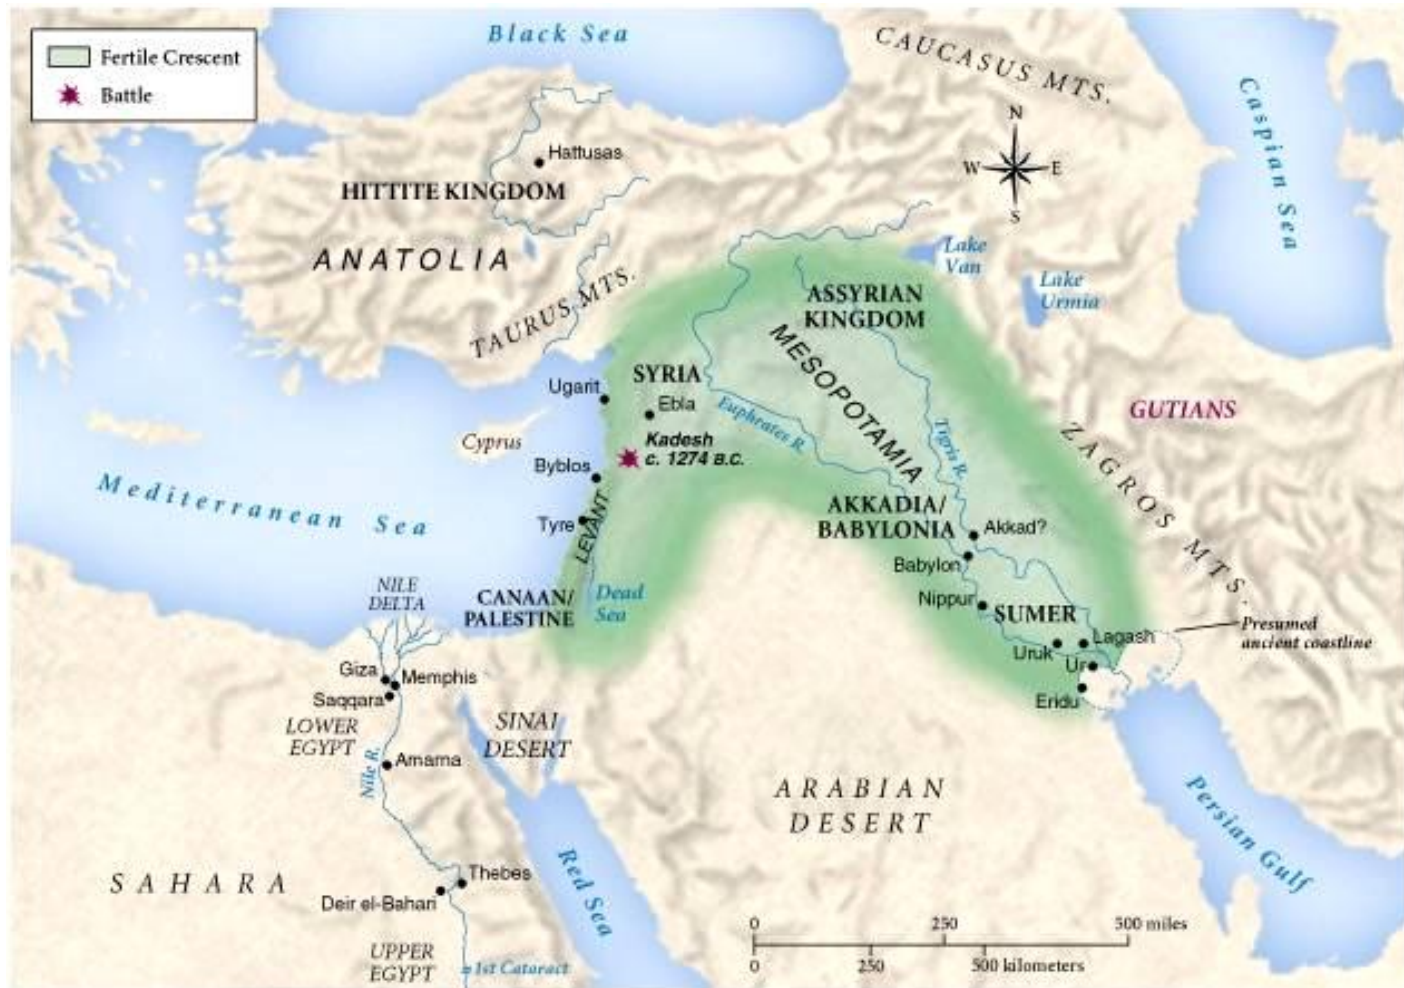 Fertile Crescent
Battle
Black Sea
CAUCASUS MTS.
Caspian Sea
N
W
E
S
Hattusas
HITTITE KINGDOM
ANATOLIA
TAURUS MTS.
Lake
Van
Lake
Urmia
ASSYRIAN
KINGDOM
MESOPOTAMIA
SYRIA
Ugarit
Ebla
Euphrates R.
Tigris R.
GUTIANS
ZAGROS MTS.
Cyprus
Kadesh
c. 1274 B.C.
Byblos
Mediterranean Sea
Tyre
LEVANT
AKKADIA/
BABYLONIA
Akkad?
Babylon
Nippur
SUMER
NILE
DELTA
CANAAN/
PALESTINE
Dead
Sea
Presumed
ancient coastline
Lagash
Uruk
Ur
Eridu
Giza
Memphis
Saqqara
LOWER
EGYPT
SINAI
DESERT
Nile R.
Amarna
ARABIAN
DESERT
Persian Gulf
SAHARA
Thebes
Deir el-Bahari
Red Sea
UPPER
EGYPT
1st Cataract
0 250 500 miles
0 250 500 kilometers